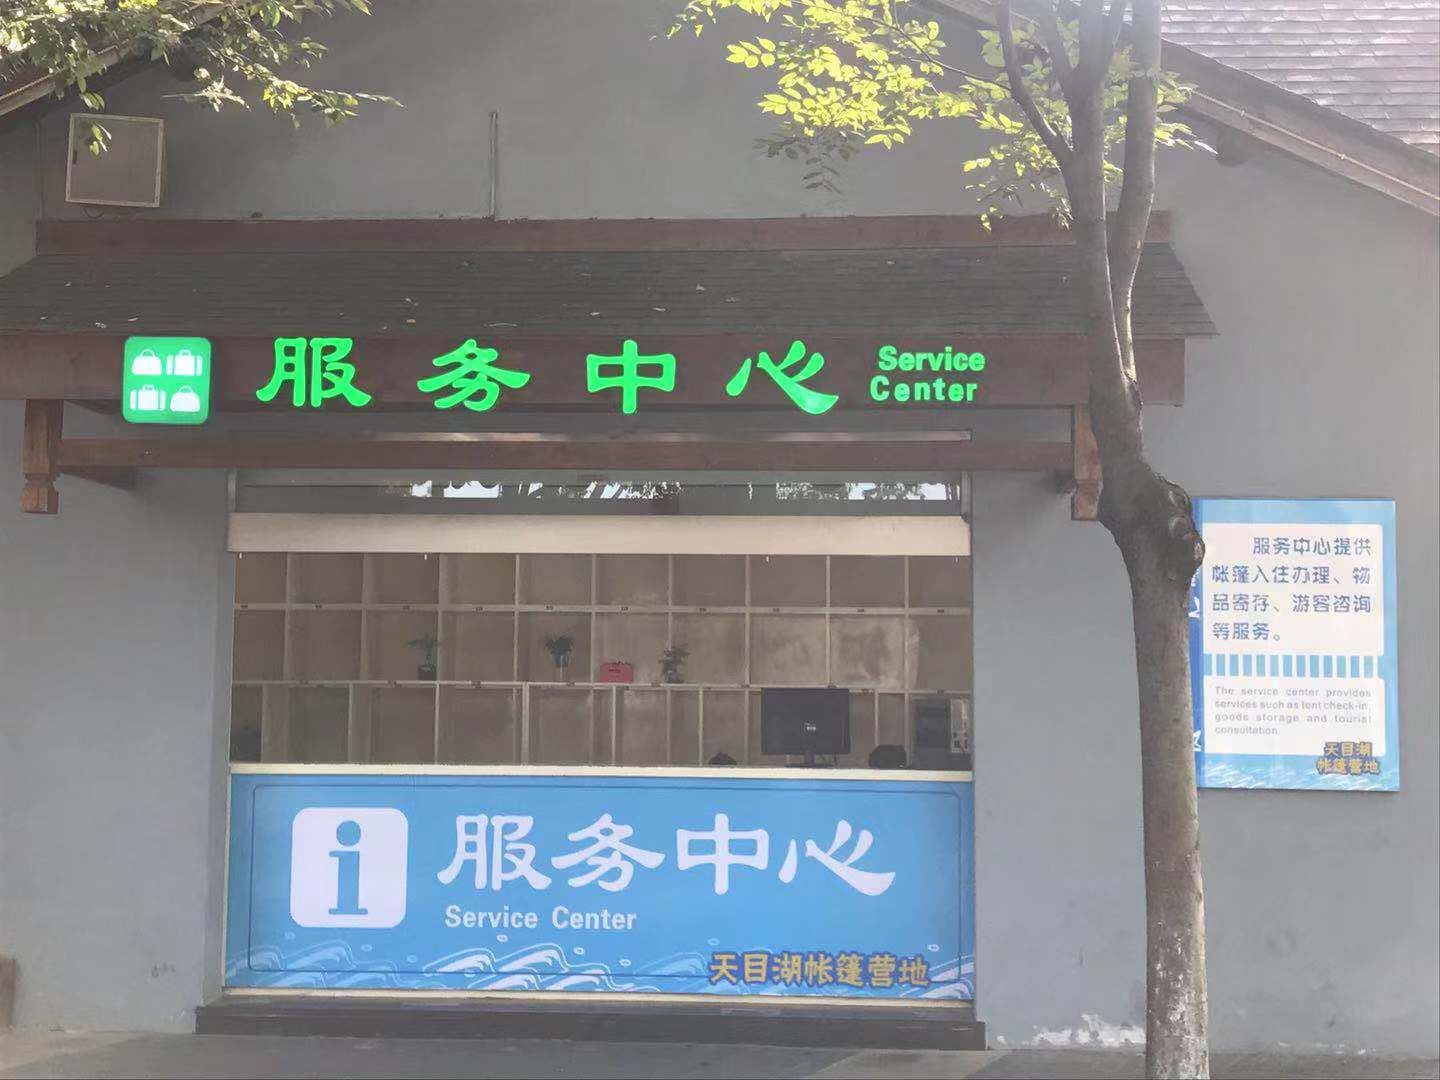 服务中心
Service
Center
服务中心提供
帐篷入住办理、物
品寄存、游客咨询
等服务。
The service center provides
services such as tent check-in,
goods storage and tourist
consultation
天目湖
帐篷营地
服务中心
Service Center
天目湖帐篷营地